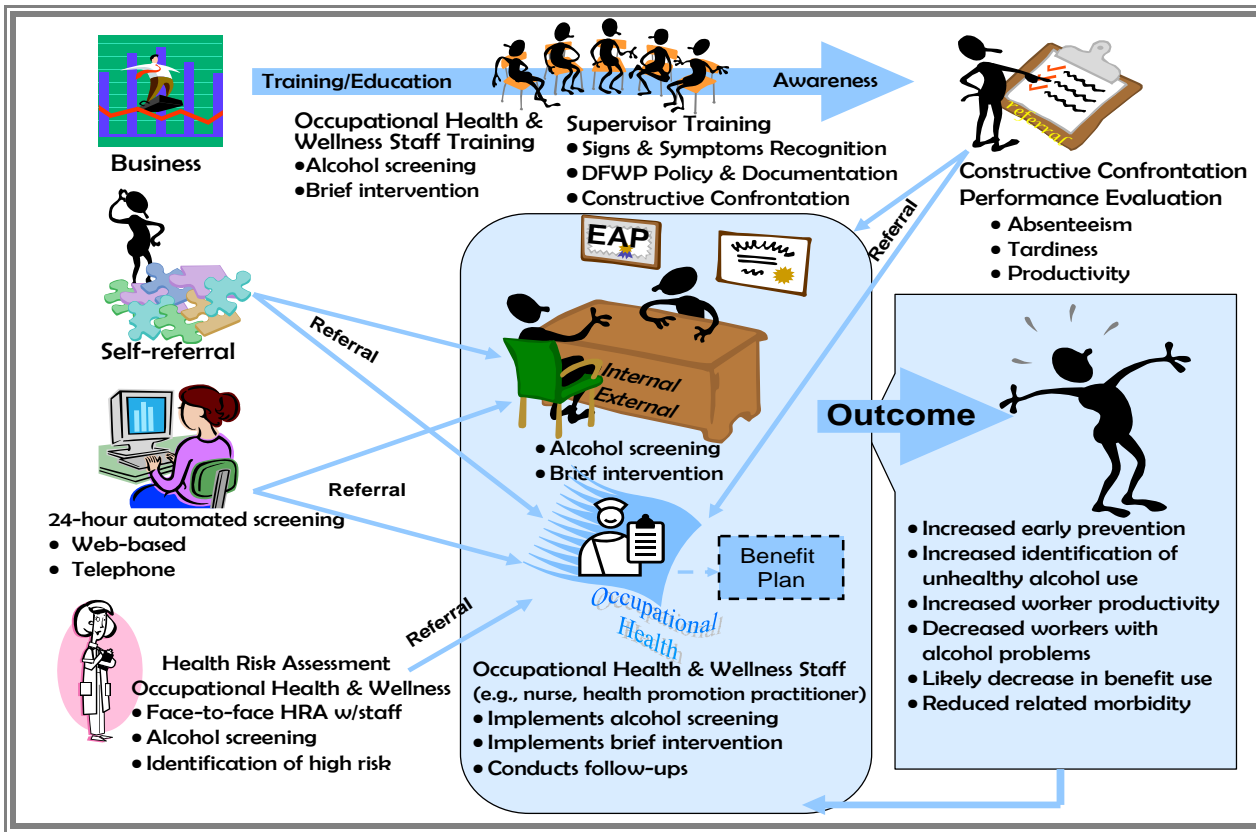 Business
Training/Education
Awareness
Occupational Health &
Wellness Staff Training
•Alcohol screening
•Brief intervention
Supervisor Training
•Signs & Symptoms Recognition
•DFWP Policy & Documentation
•Constructive Confrontation
referral
Constructive Confrontation
Performance Evaluation
• Absenteeism
• Tardiness
• Productivity
Referral
Self-referral
Referral
EAP
Internal
External
• Alcohol screening
• Brief intervention
24-hour automated screening
• Web-based
• Telephone
Referral
Health Risk Assessment
Occupational Health & Wellness
•Face-to-face HRA w/staff
•Alcohol screening
•Identification of high risk
Referral
Occupational
Health
Benefit
Plan
Occupational Health & Wellness Staff
(e.g., nurse, health promotion practitioner)
•Implements alcohol screening
•Implements brief intervention
•Conducts follow-ups
Outcome
•Increased early prevention
•Increased identification of
unhealthy alcohol use
•Increased worker productivity
•Decreased workers with
alcohol problems
•Likely decrease in benefit use
•Reduced related morbidity